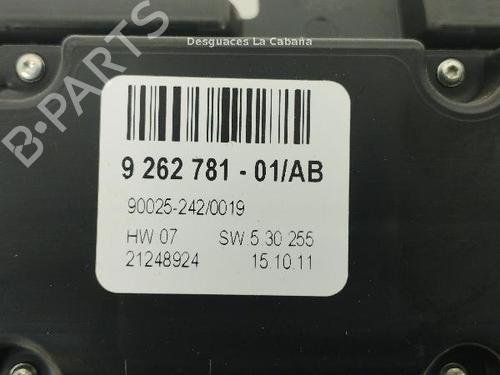 Desguaces La Cabaña
B-PARTS
9 262 781 - 01/AB
90025-242/0019
HW 07 SW 5 30 255
21248924 15.10.11